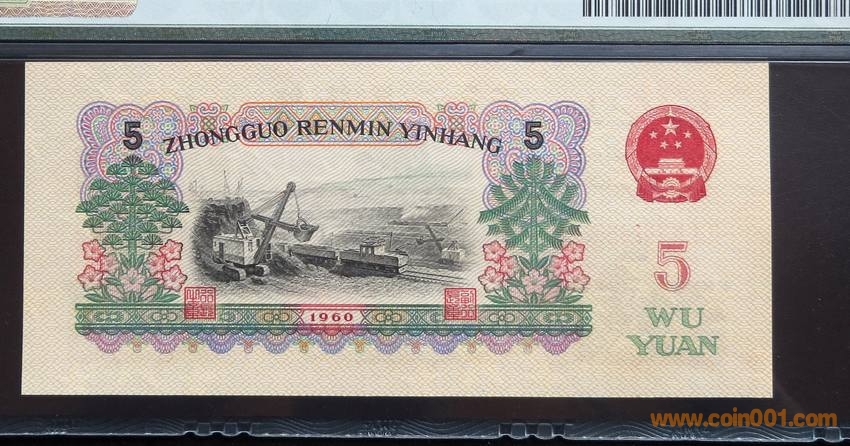 5 ZHONGGUO RENMIN YINHANG 5
1960
5
WU
YUAN
www.coin001.com